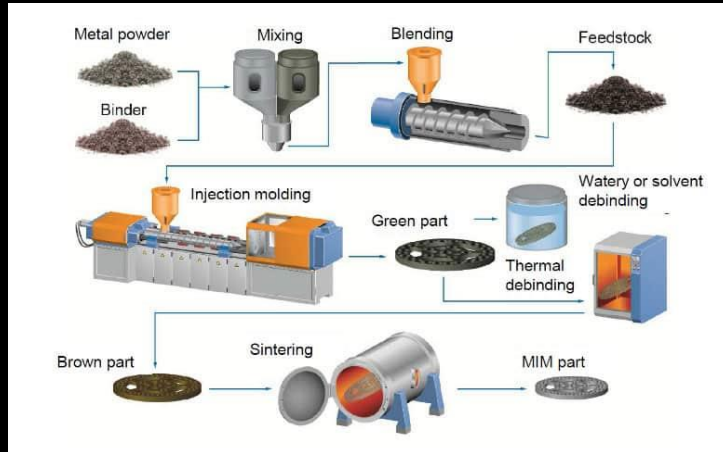 Metal powder
Mixing
Blending
Feedstock
Binder
Injection molding
Green part
Watery or solvent
debinding
Thermal
debinding
Brown part
Sintering
MIM part